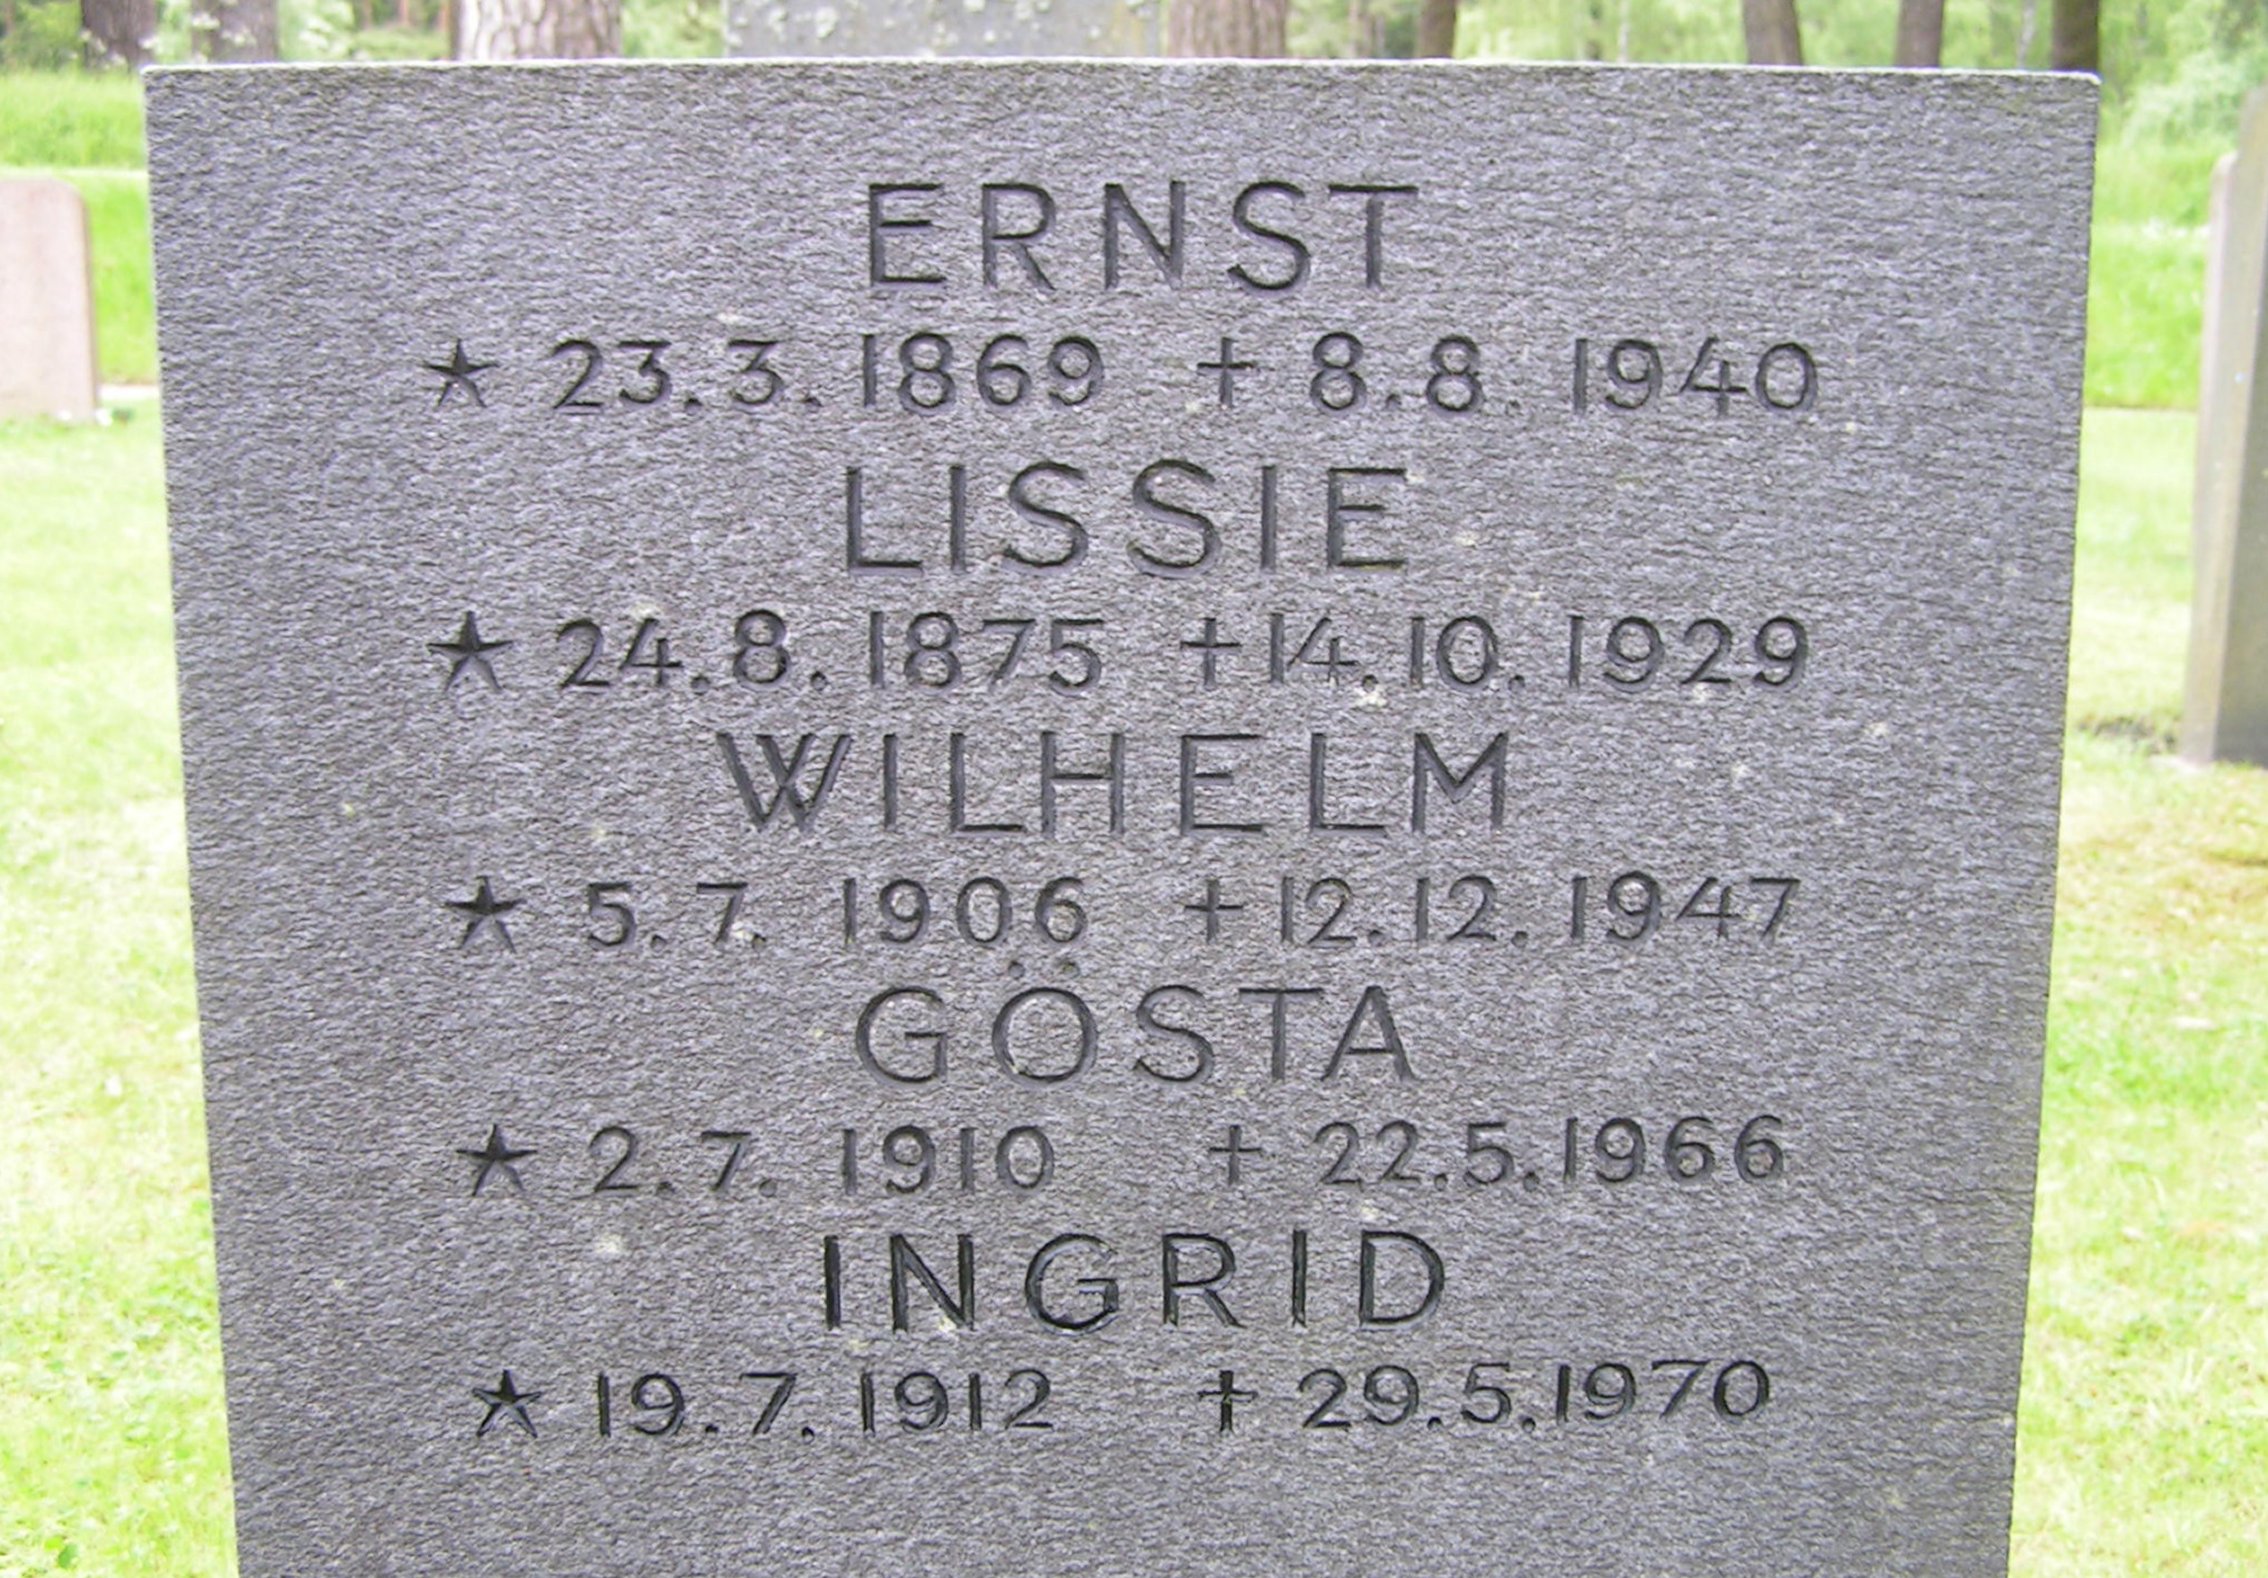 ERNST
★ 23.3.1869 † 8.8.1940
LISSIE
★ 24.8.1875 † 14.10.1929
WILHELM
★ 5.7.1906 † 12.12.1947
GÖSTA
★ 2.7.1910 † 22.5.1966
INGRID
★ 19.7.1912 † 29.5.1970